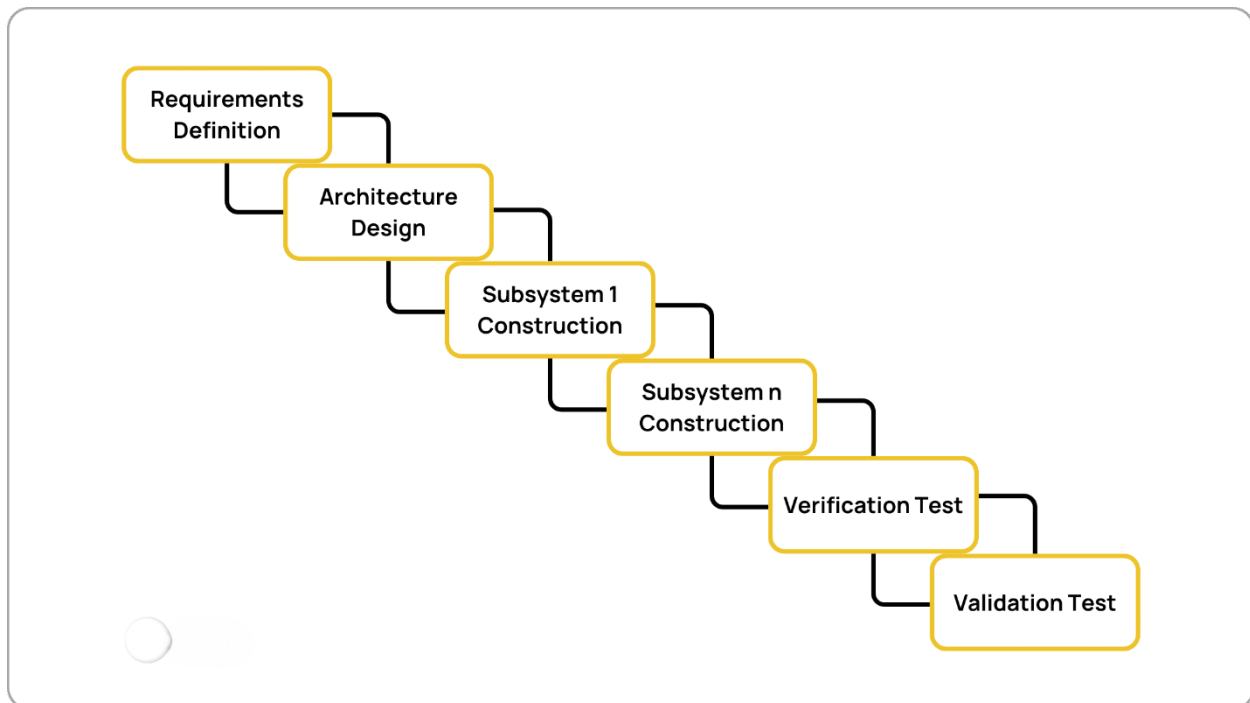 Requirements
Definition
Architecture
Design
Subsystem 1
Construction
Subsystem n
Construction
Verification Test
Validation Test